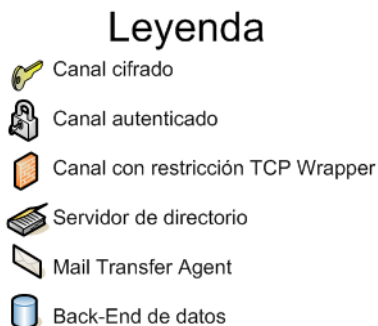 Leyenda
Canal cifrado
Canal autenticado
Canal con restricción TCP Wrapper
Servidor de directorio
Mail Transfer Agent
Back-End de datos